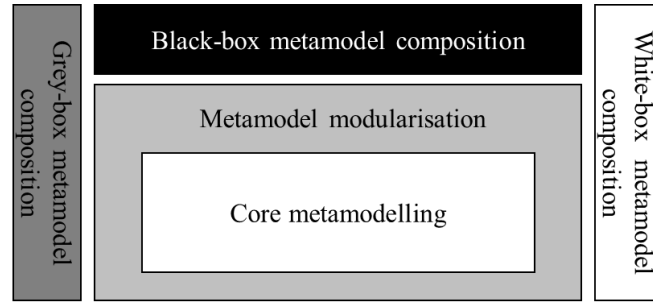 Grey-box metamodel
composition
Black-box metamodel composition
Metamodel modularisation
Core metamodelling
White-box metamodel
composition